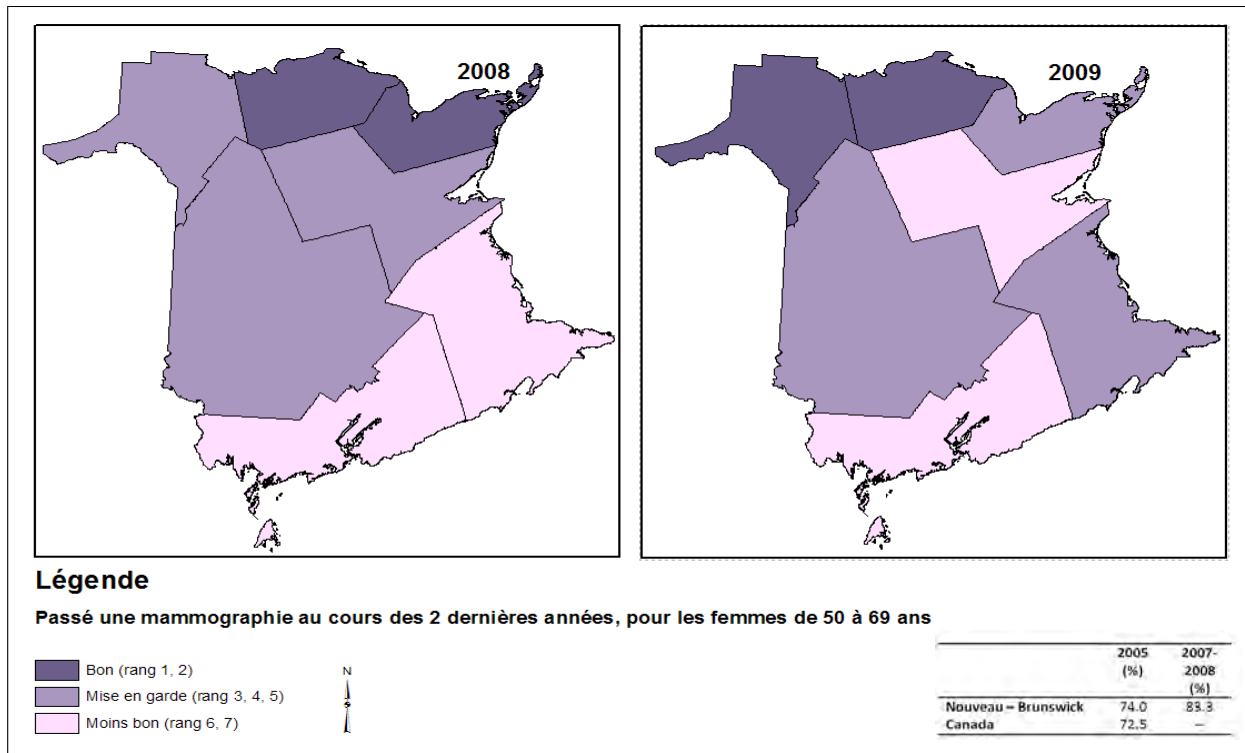 2008
2009
Légende
Passé une mammographie au cours des 2 dernières années, pour les femmes de 50 à 69 ans
Bon (rang 1, 2)
Mise en garde (rang 3, 4, 5)
Moins bon (rang 6, 7)
N
2005 2007-
(%) 2008
(%)
Nouveau – Brunswick 74.0 83.3
Canada 72.5 –